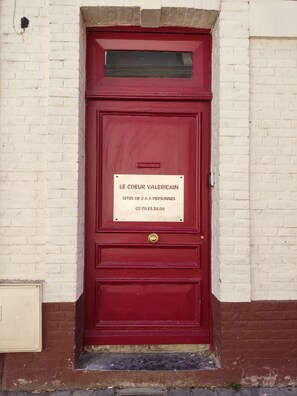 LE COEUR VALERICAIN
GITES DE 2 A 6 PERSONNES